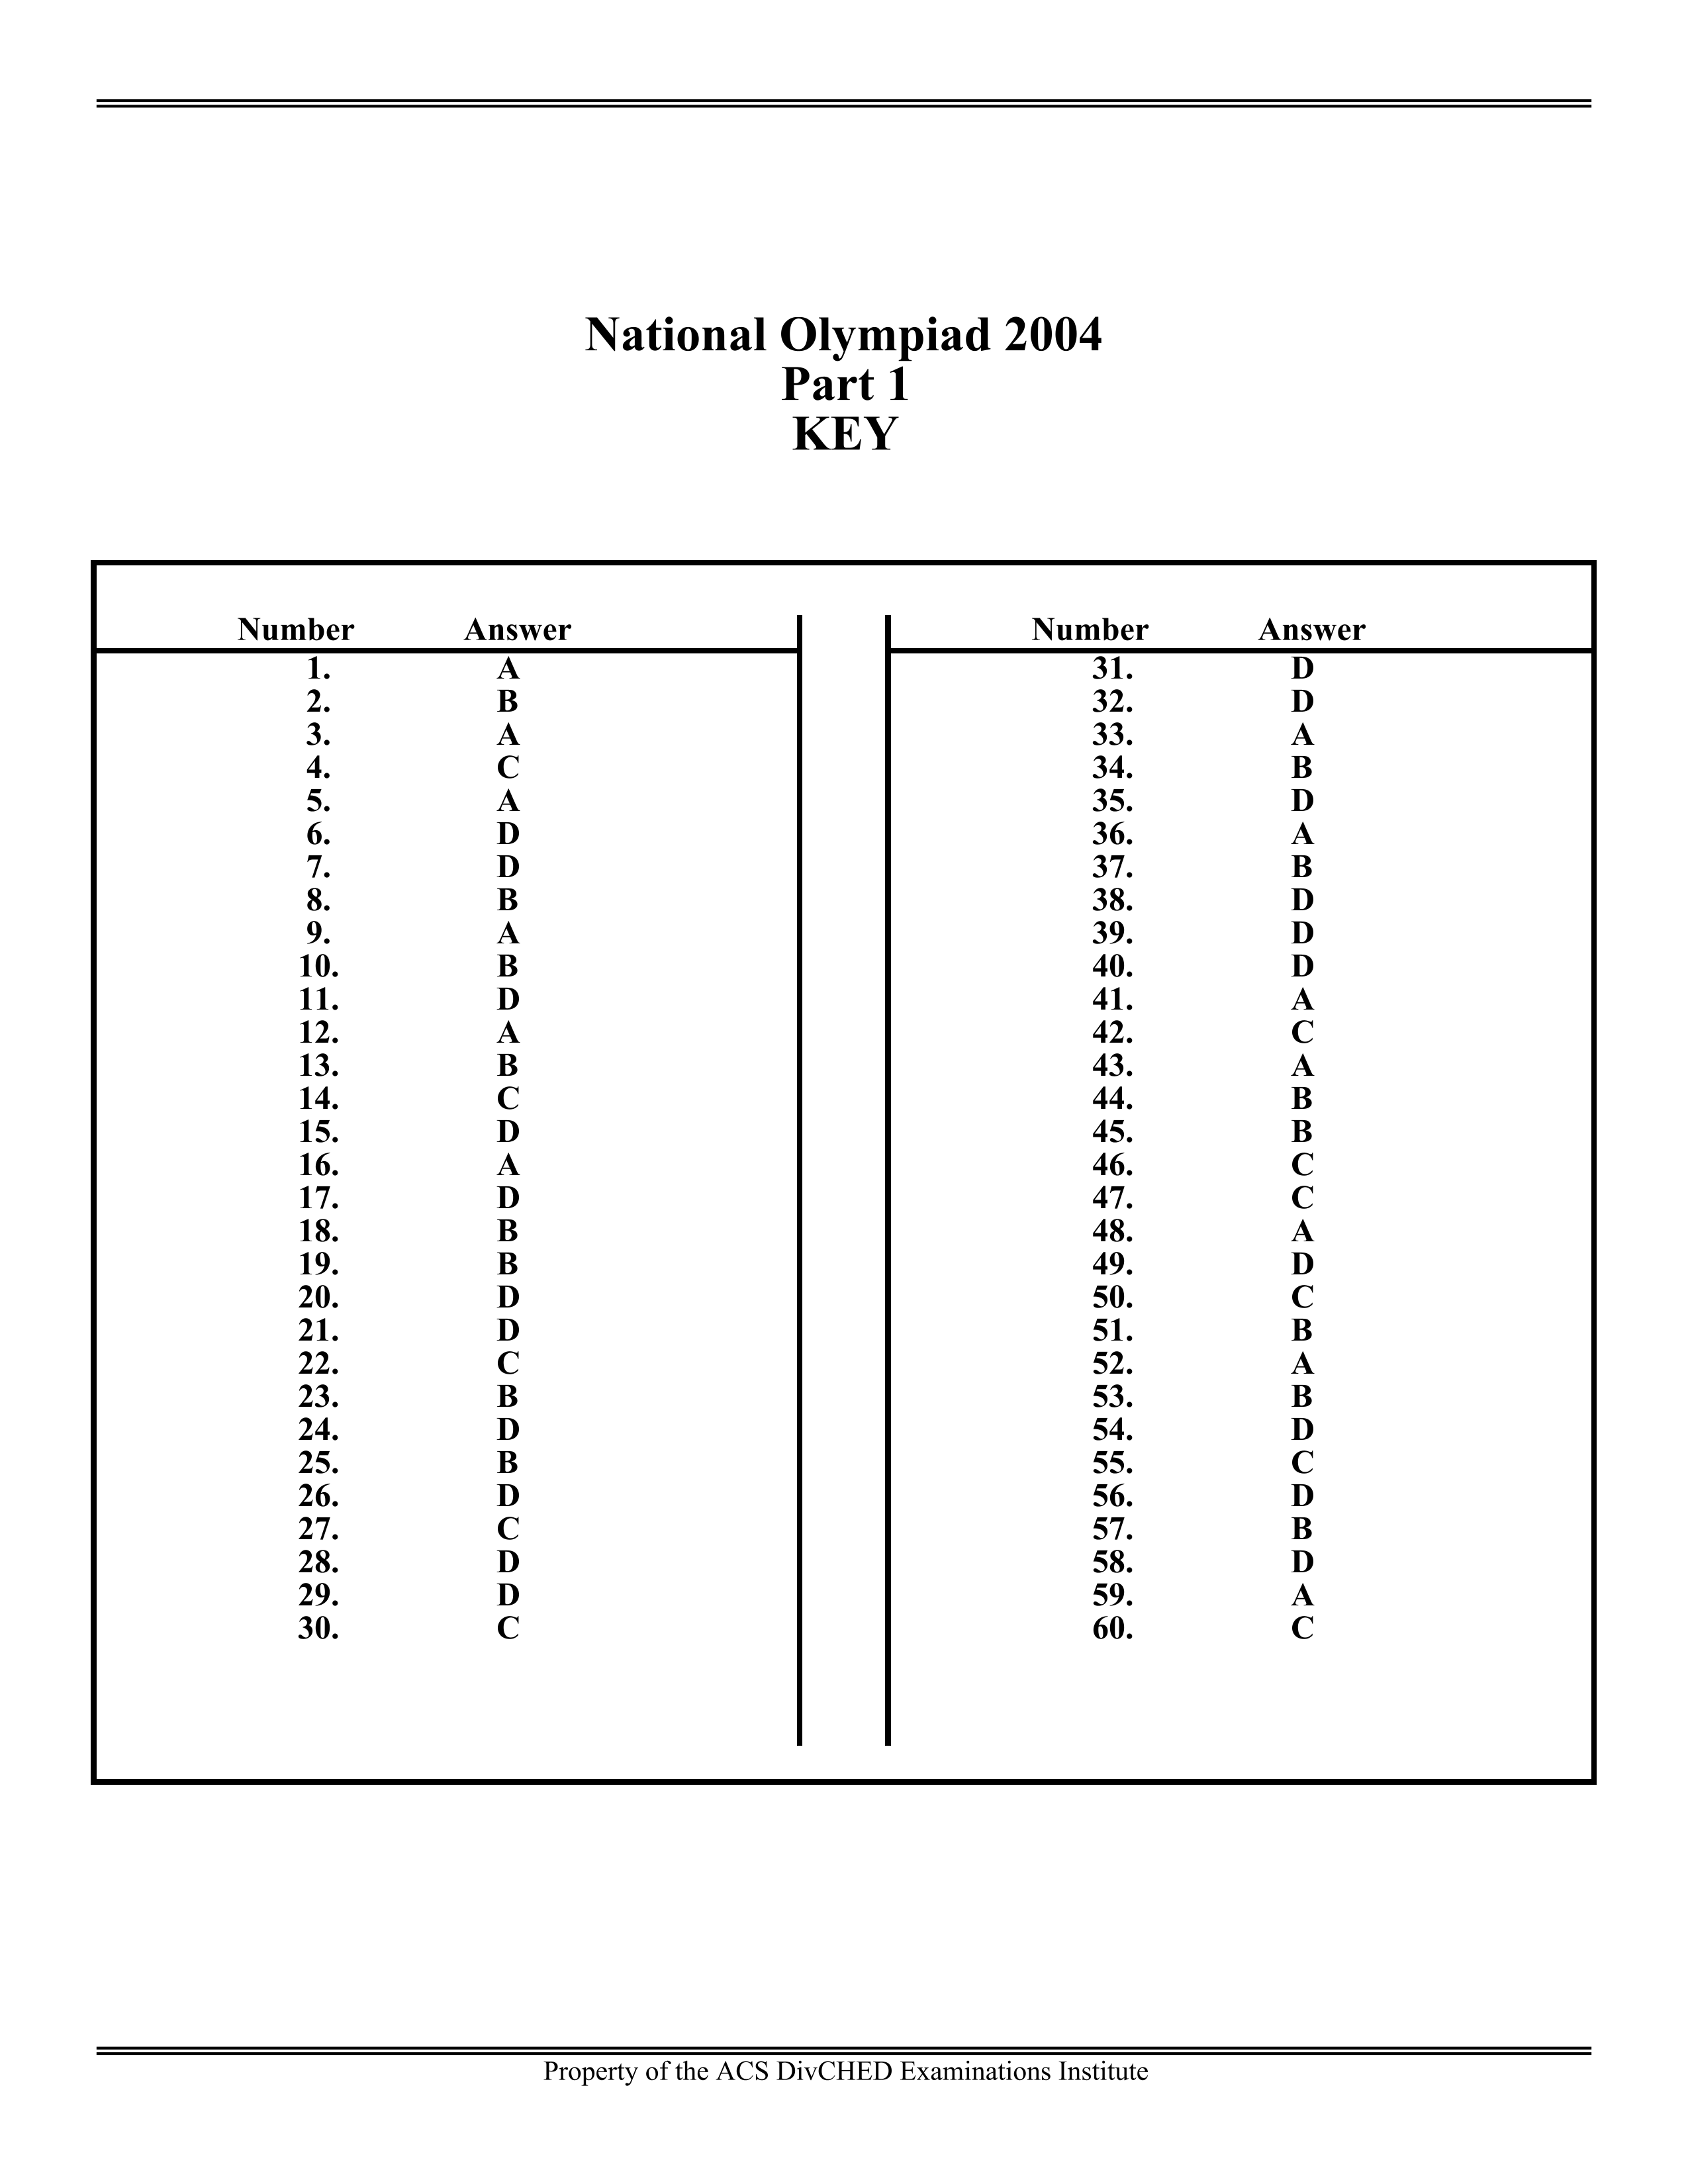 National Olympiad 2004
Part 1
KEY
Number Answer
1. A
2. B
3. A
4. C
5. A
6. D
7. D
8. B
9. A
10. B
11. D
12. A
13. B
14. C
15. D
16. A
17. D
18. B
19. B
20. D
21. D
22. C
23. B
24. D
25. B
26. D
27. C
28. D
29. D
30. C
Number Answer
31. D
32. D
33. A
34. B
35. D
36. A
37. B
38. D
39. D
40. D
41. A
42. C
43. A
44. B
45. B
46. C
47. C
48. A
49. D
50. C
51. B
52. A
53. B
54. D
55. C
56. D
57. B
58. D
59. A
60. C
Property of the ACS DivCHED Examinations Institute